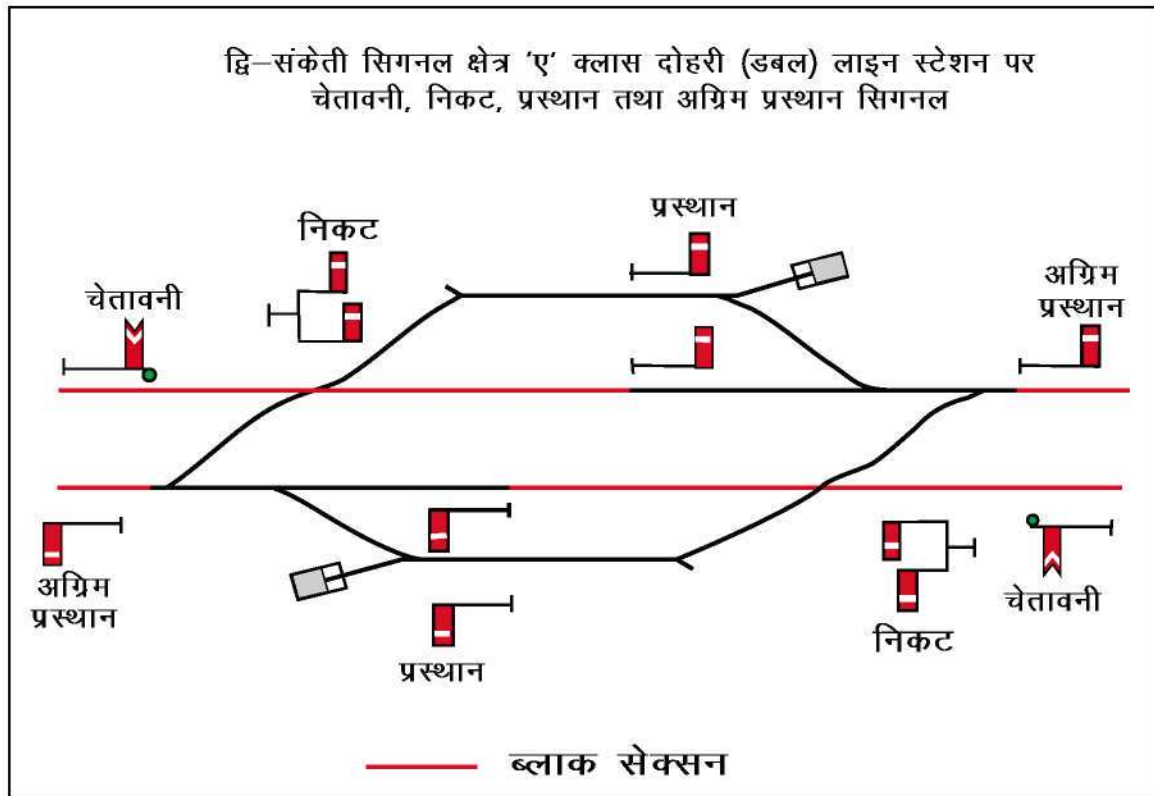 द्वि–संकेती सिगनल क्षेत्र 'ए' क्लास दोहरी (डबल) लाइन स्टेशन पर
चेतावनी, निकट, प्रस्थान तथा अग्रिम प्रस्थान सिगनल
प्रस्थान
निकट
अग्रिम
प्रस्थान
चेतावनी
अग्रिम
प्रस्थान
चेतावनी
निकट
प्रस्थान
ब्लाक सेक्सन